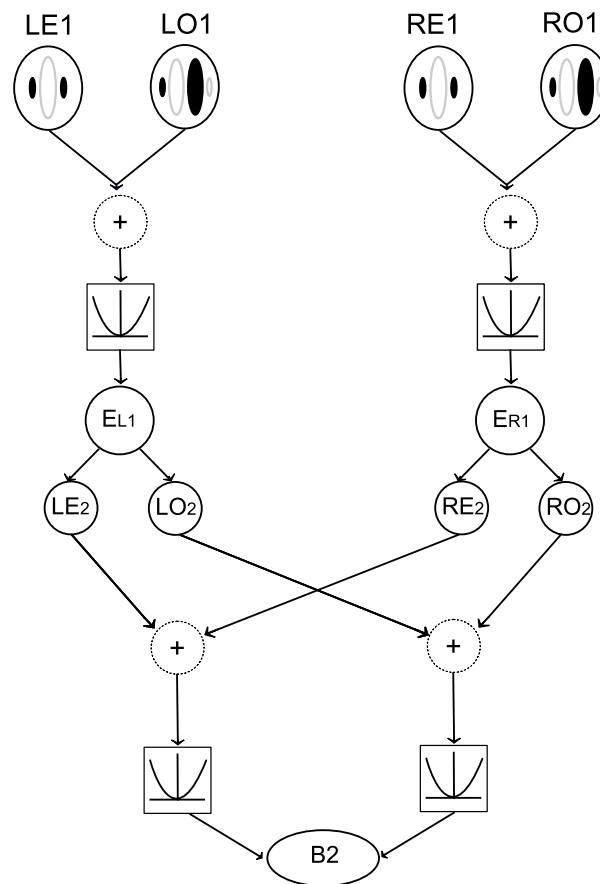 LE1 LO1 RE1 RO1
+ +
EL1 ER1
LE2 LO2 RE2 RO2
+ +
B2